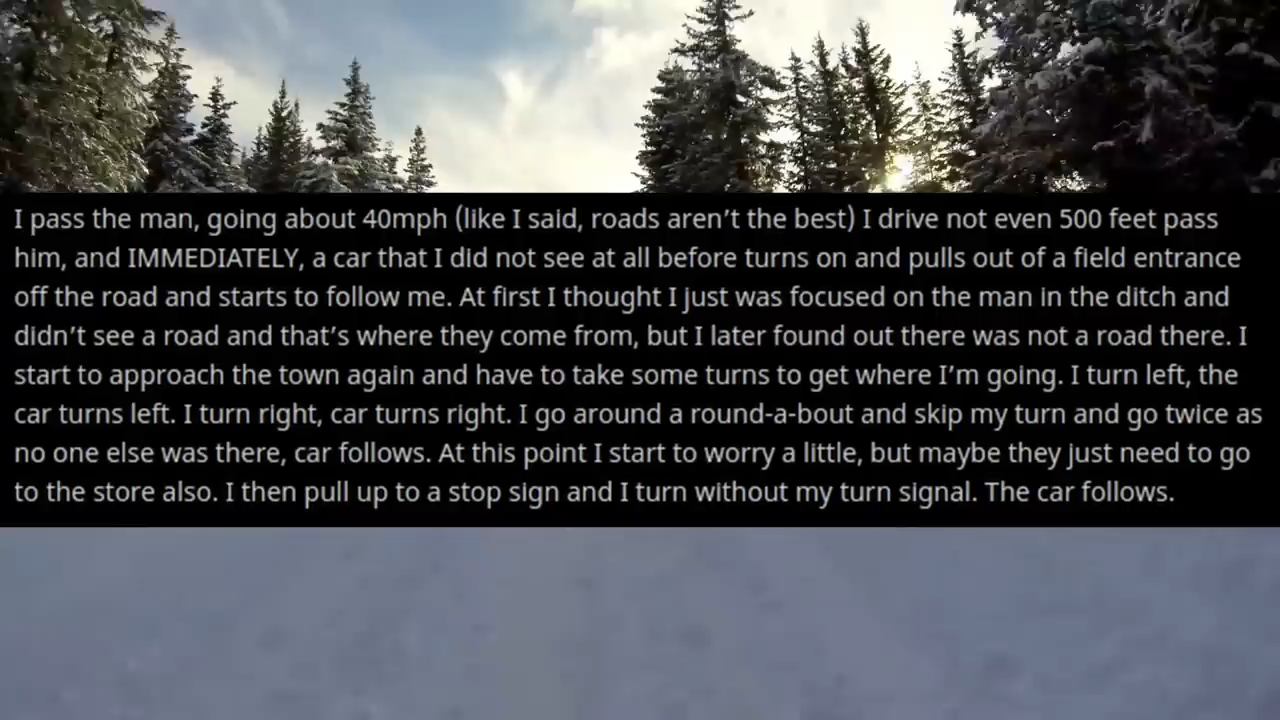 I pass the man, going about 40mph (like I said, roads aren't the best) I drive not even 500 feet pass
him, and IMMEDIATELY, a car that I did not see at all before turns on and pulls out of a field entrance
off the road and starts to follow me. At first I thought I just was focused on the man in the ditch and
didn't see a road and that's where they come from, but I later found out there was not a road there. I
start to approach the town again and have to take some turns to get where I'm going. I turn left, the
car turns left. I turn right, car turns right. I go around a round-a-bout and skip my turn and go twice as
no one else was there, car follows. At this point I start to worry a little, but maybe they just need to go
to the store also. I then pull up to a stop sign and I turn without my turn signal. The car follows.